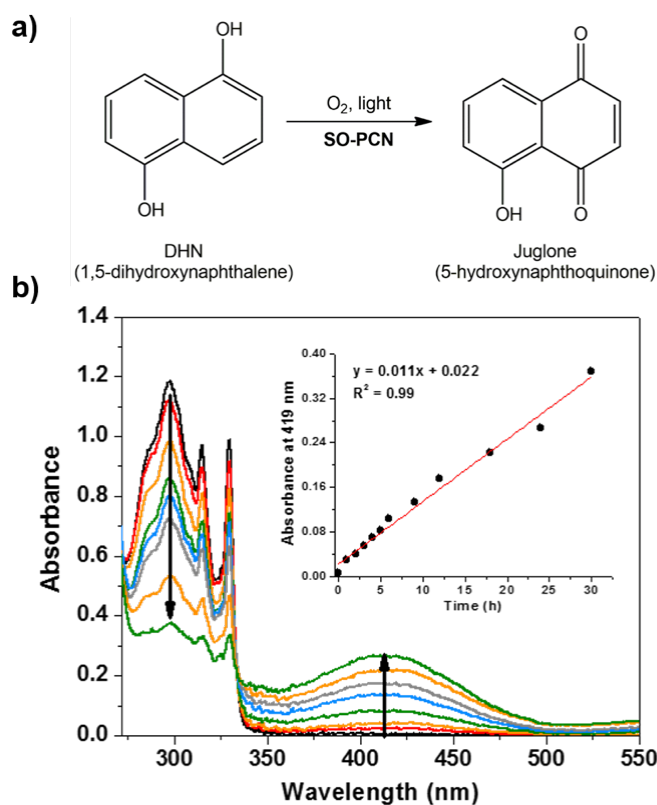 a)
OH
OH
O₂, light
SO-PCN
O
O
OH
DHN
(1,5-dihydroxynaphthalene)
Juglone
(5-hydroxynaphthoquinone)
b)
1.4
1.2
1.0
0.8
0.6
0.4
0.2
0.0
Absorbance
300
350
400
450
500
550
Wavelength (nm)
0.40
0.32
0.24
0.16
0.08
0.00
Absorbance at 419 nm
y = 0.011x + 0.022
R² = 0.99
0
5
10
15
20
25
30
Time (h)